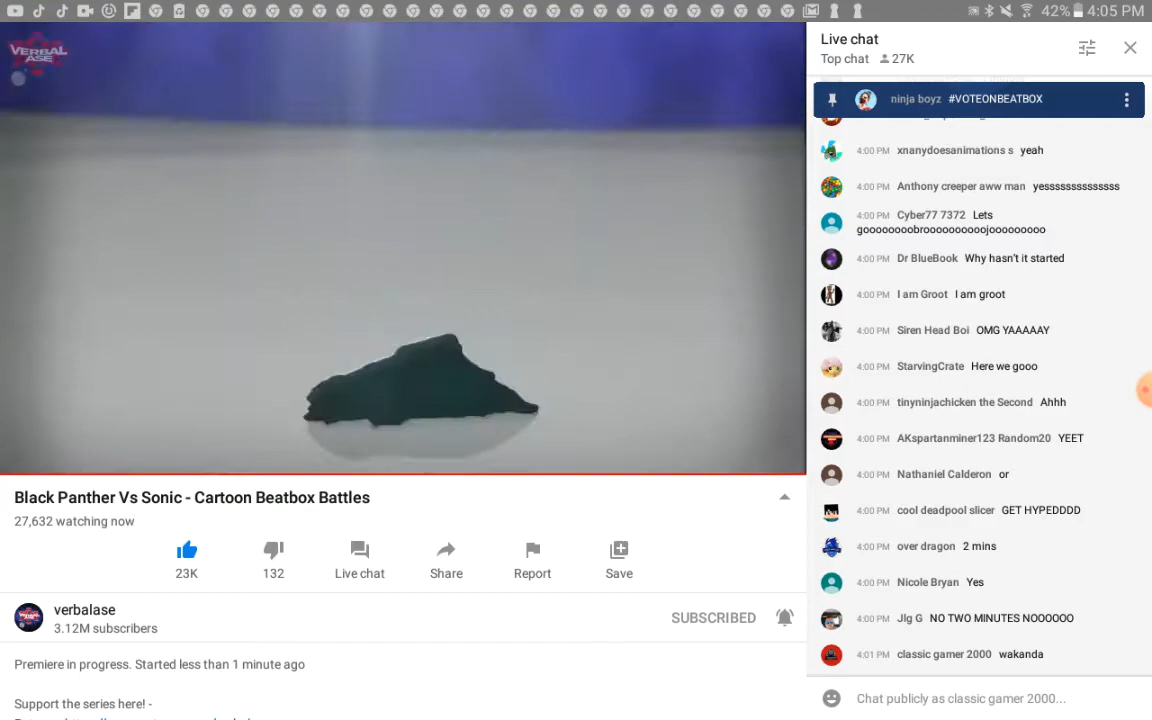 42% 4:05 PM
VERBAL
ASE
Live chat
Top chat 27K
ninja boyz #VOTEONBEATBOX
4:00 PM xnanydoesanimations s yeah
4:00 PM Anthony creeper aww man yesssssssssssss
4:00 PM Cyber77 7372 Lets
goooooooobroooooooooojooooooooo
4:00 PM Dr BlueBook Why hasn't it started
4:00 PM I am Groot I am groot
4:00 PM Siren Head Boi OMG YAAAAAY
4:00 PM StarvingCrate Here we gooo
4:00 PM tinyninjachicken the Second Ahhh
4:00 PM AKspartanminer123 Random20 YEET
4:00 PM Nathaniel Calderon or
4:00 PM cool deadpool slicer GET HYPEDDDD
4:00 PM over dragon 2 mins
4:00 PM Nicole Bryan Yes
4:00 PM Jlg G NO TWO MINUTES NOOOOOO
4:01 PM classic gamer 2000 wakanda
Chat publicly as classic gamer 2000...
Black Panther Vs Sonic - Cartoon Beatbox Battles
27,632 watching now
23K 132 Live chat Share Report Save
verbalase
3.12M subscribers
SUBSCRIBED
Premiere in progress. Started less than 1 minute ago
Support the series here! -